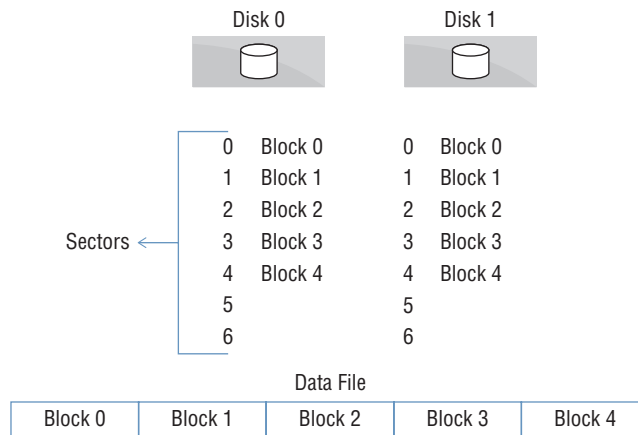 Disk 0 Disk 1
0 Block 0 0 Block 0
1 Block 1 1 Block 1
2 Block 2 2 Block 2
Sectors 3 Block 3 3 Block 3
4 Block 4 4 Block 4
5 5
6 6
Data File
Block 0 Block 1 Block 2 Block 3 Block 4